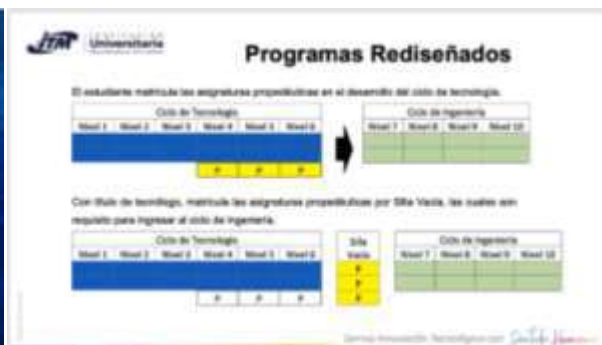 ITM
Universitaria
Programas Rediseñados
El estudiante matricula las asignaturas propedéuticas en el desarrollo del ciclo de tecnología.
Ciclo de Tecnología
Ciclo de Ingeniería
Nivel 1 Nivel 2 Nivel 3 Nivel 4 Nivel 5 Nivel 6
Nivel 7 Nivel 8 Nivel 9 Nivel 10
P P P
Con título de tecnólogo, matricula las asignaturas propedéuticas por Silla Vacía, las cuales son
requisito para ingresar al ciclo de ingeniería.
Ciclo de Tecnología
Silla
Vacía
Ciclo de Ingeniería
Nivel 1 Nivel 2 Nivel 3 Nivel 4 Nivel 5 Nivel 6
Nivel 7 Nivel 8 Nivel 9 Nivel 10
P
P
P
P P P